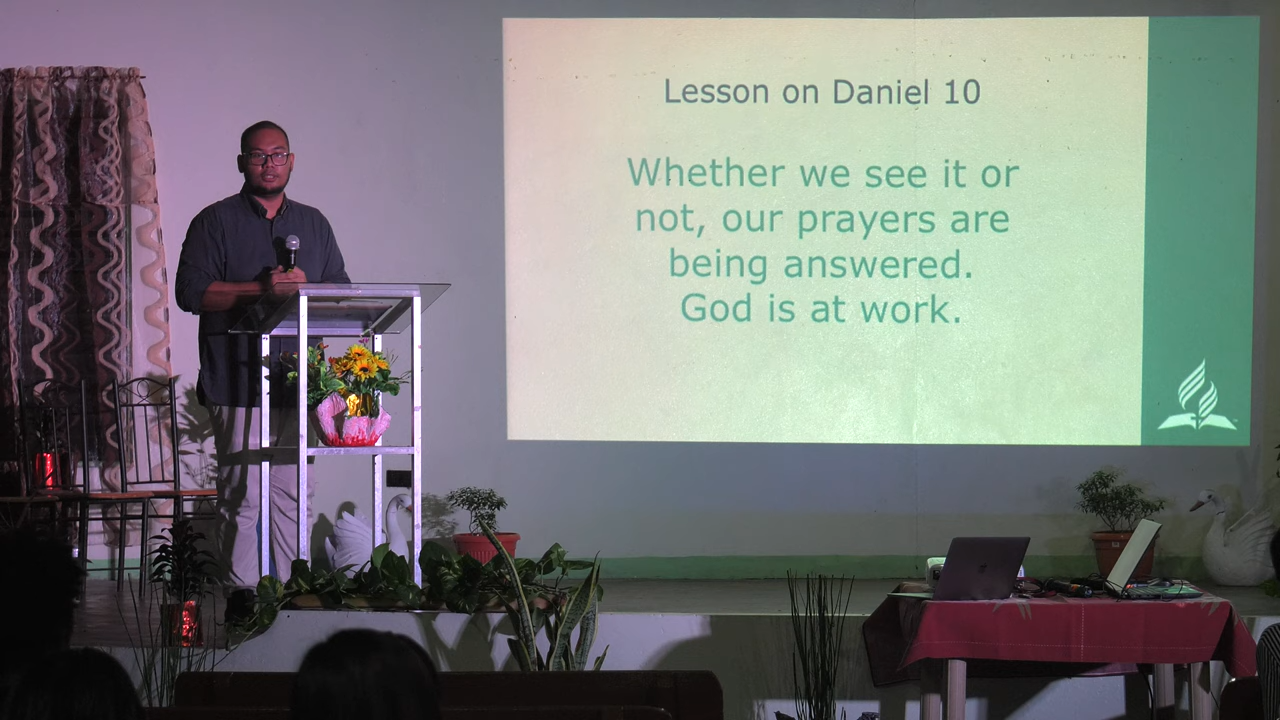 Lesson on Daniel 10
Whether we see it or
not, our prayers are
being answered.
God is at work.